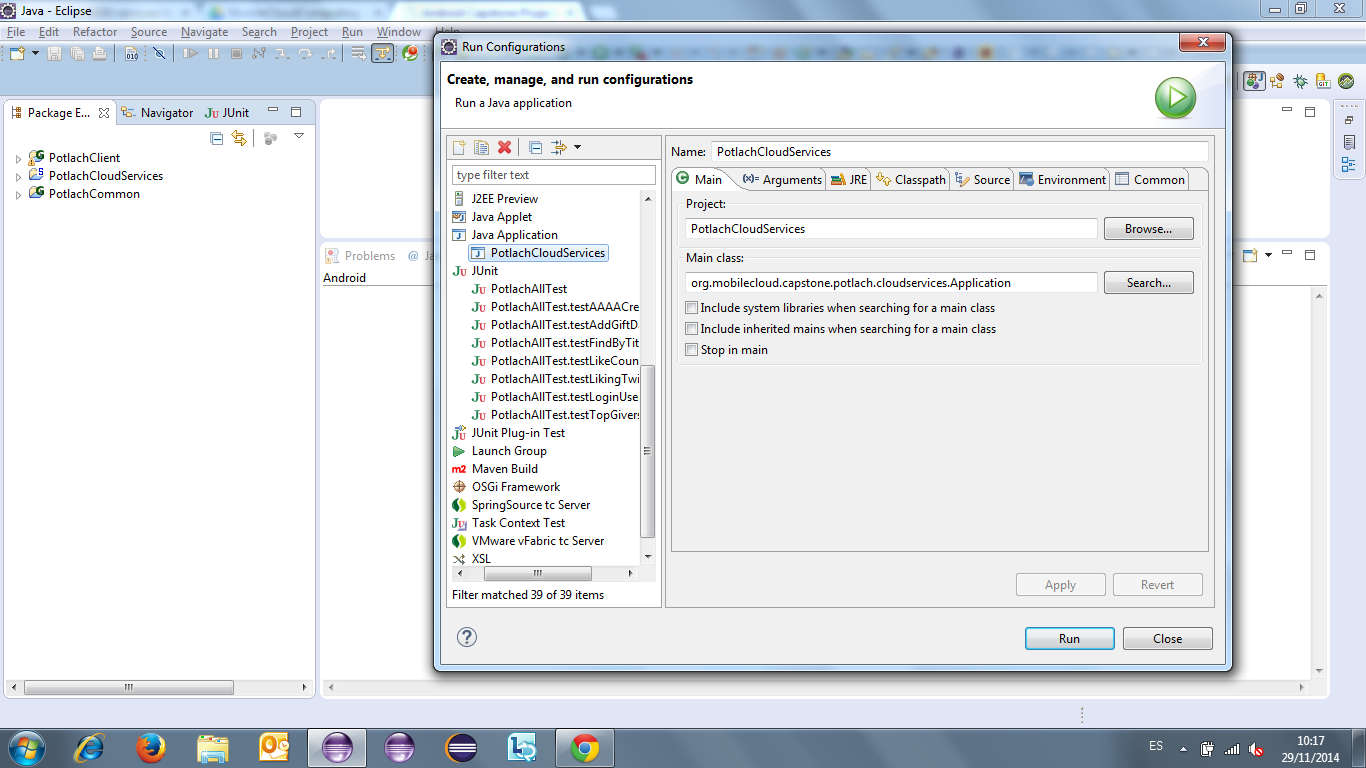 Java - Eclipse
File Edit Refactor Source Navigate Search Project Run Window Help
Run Configurations
Create, manage, and run configurations
Run a Java application
Package E... Navigator JUnit
PotlachClient
PotlachCloudServices
PotlachCommon
type filter text
J2EE Preview
Java Applet
Java Application
PotlachCloudServices
JUnit
PotlachAllTest
PotlachAllTest.testAAAACre
PotlachAllTest.testAddGiftD
PotlachAllTest.testFindByTit
PotlachAllTest.testLikeCoun
PotlachAllTest.testLikingTwi
PotlachAllTest.testLoginUse
PotlachAllTest.testTopGivers
JUnit Plug-in Test
Launch Group
m2 Maven Build
OSGi Framework
SpringSource tc Server
Task Context Test
VMware vFabric tc Server
XSL
Filter matched 39 of 39 items
Name: PotlachCloudServices
Main Arguments JRE Classpath Source Environment Common
Project:
PotlachCloudServices Browse...
Main class:
org.mobilecloud.capstone.potlach.cloudservices.Application Search...
Include system libraries when searching for a main class
Include inherited mains when searching for a main class
Stop in main
Apply Revert
Run Close
Problems @ Ja
Android
ES
10:17
29/11/2014